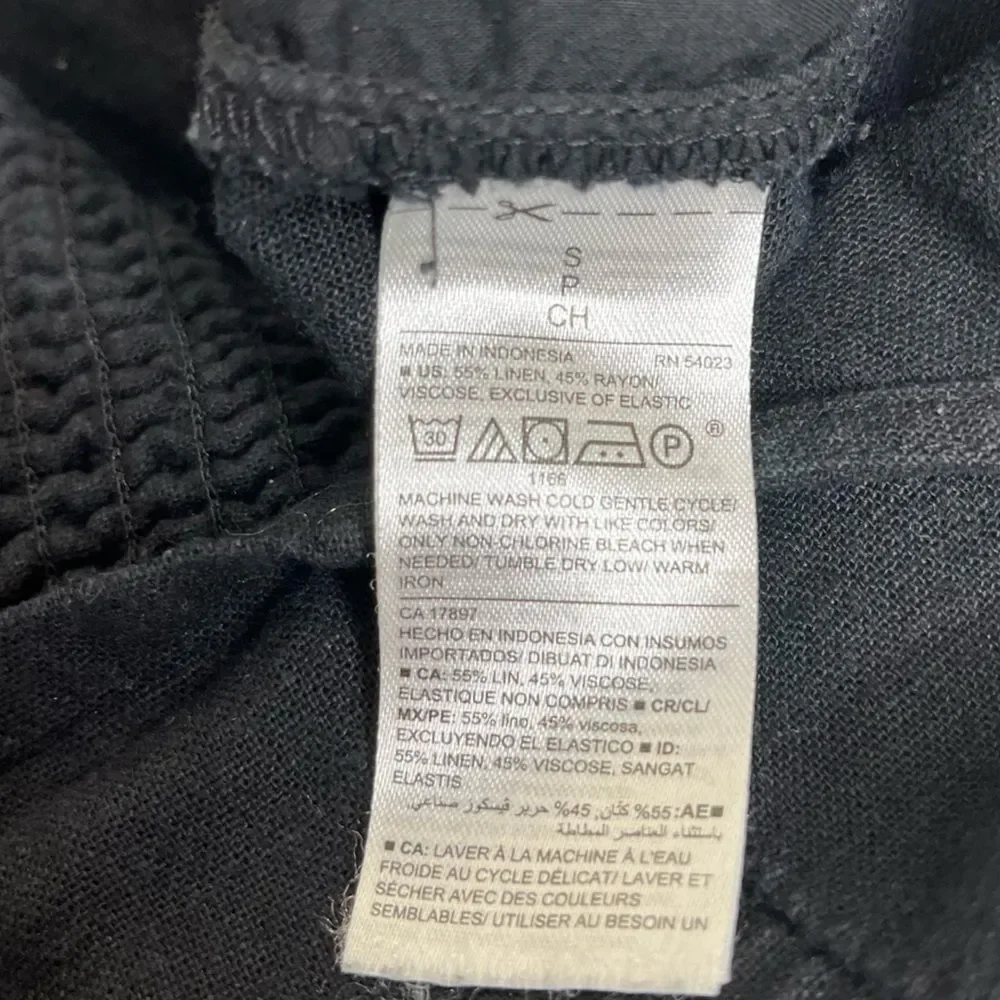 S
P
CH
MADE IN INDONESIA RN 54023
■ US: 55% LINEN, 45% RAYON/
VISCOSE, EXCLUSIVE OF ELASTIC
30 P ®
1166
MACHINE WASH COLD GENTLE CYCLE/
WASH AND DRY WITH LIKE COLORS/
ONLY NON-CHLORINE BLEACH WHEN
NEEDED/ TUMBLE DRY LOW/ WARM
IRON
CA 17897
HECHO EN INDONESIA CON INSUMOS
IMPORTADOS/ DIBUAT DI INDONESIA
■ CA: 55% LIN, 45% VISCOSE,
ELASTIQUE NON COMPRIS ■ CR/CL/
MX/PE: 55% lino, 45% viscosa,
EXCLUYENDO EL ELASTICO ■ ID:
55% LINEN, 45% VISCOSE, SANGAT
ELASTIS
■AE: 55% كتان, 45% حرير ڤيسكوز صناعي,
باستثناء العناصر المطاطة
■ CA: LAVER À LA MACHINE À L'EAU
FROIDE AU CYCLE DÉLICAT/ LAVER ET
SÉCHER AVEC DES COULEURS
SEMBLABLES/ UTILISER AU BESOIN UN